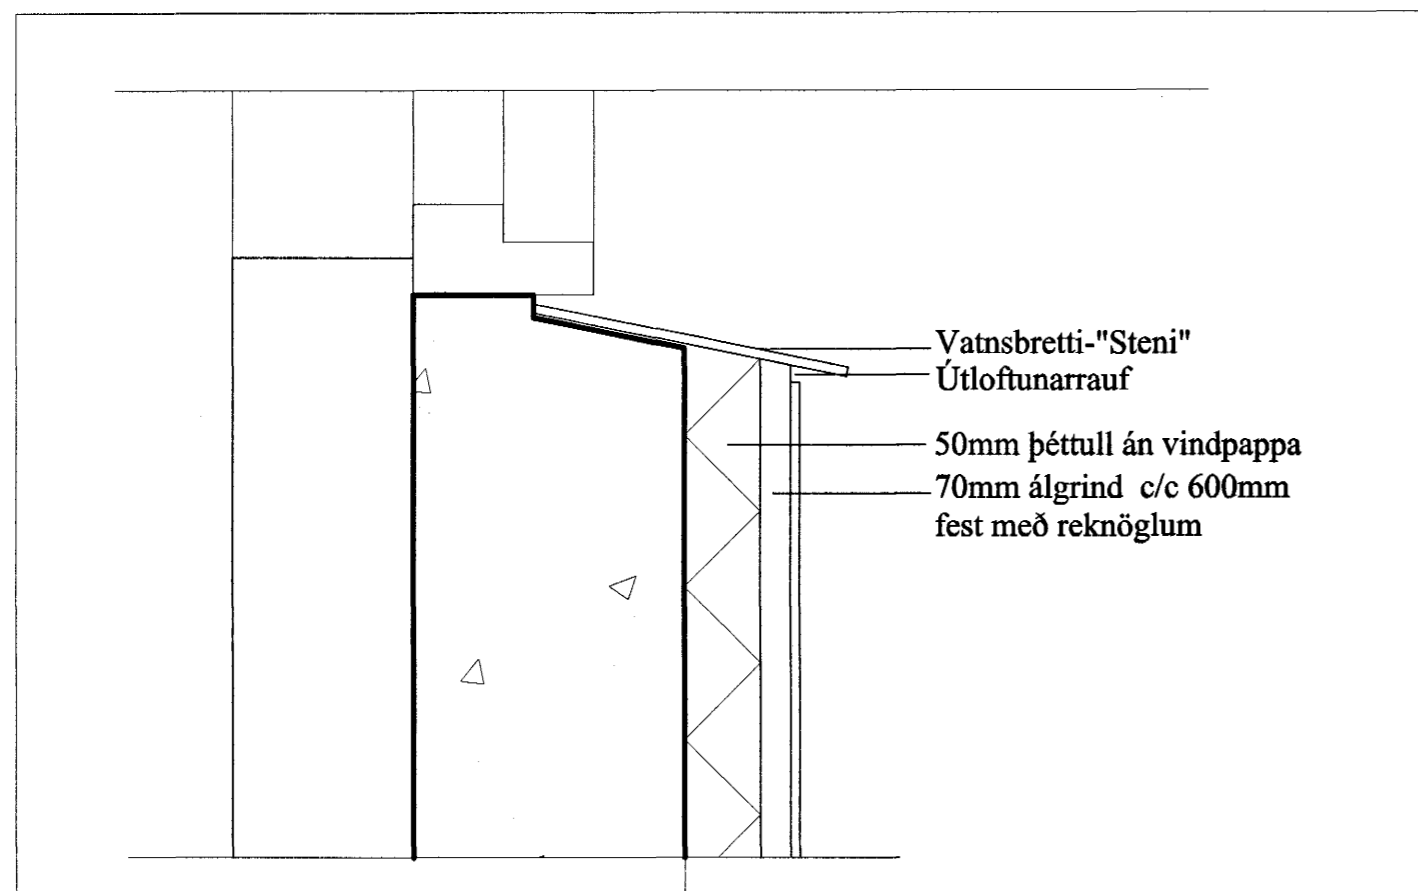 Vatnsbretti-"Steni"
Útloftunarrauf
50mm þéttull án vindpappa
70mm álgrind c/c 600mm
fest með reknöglum